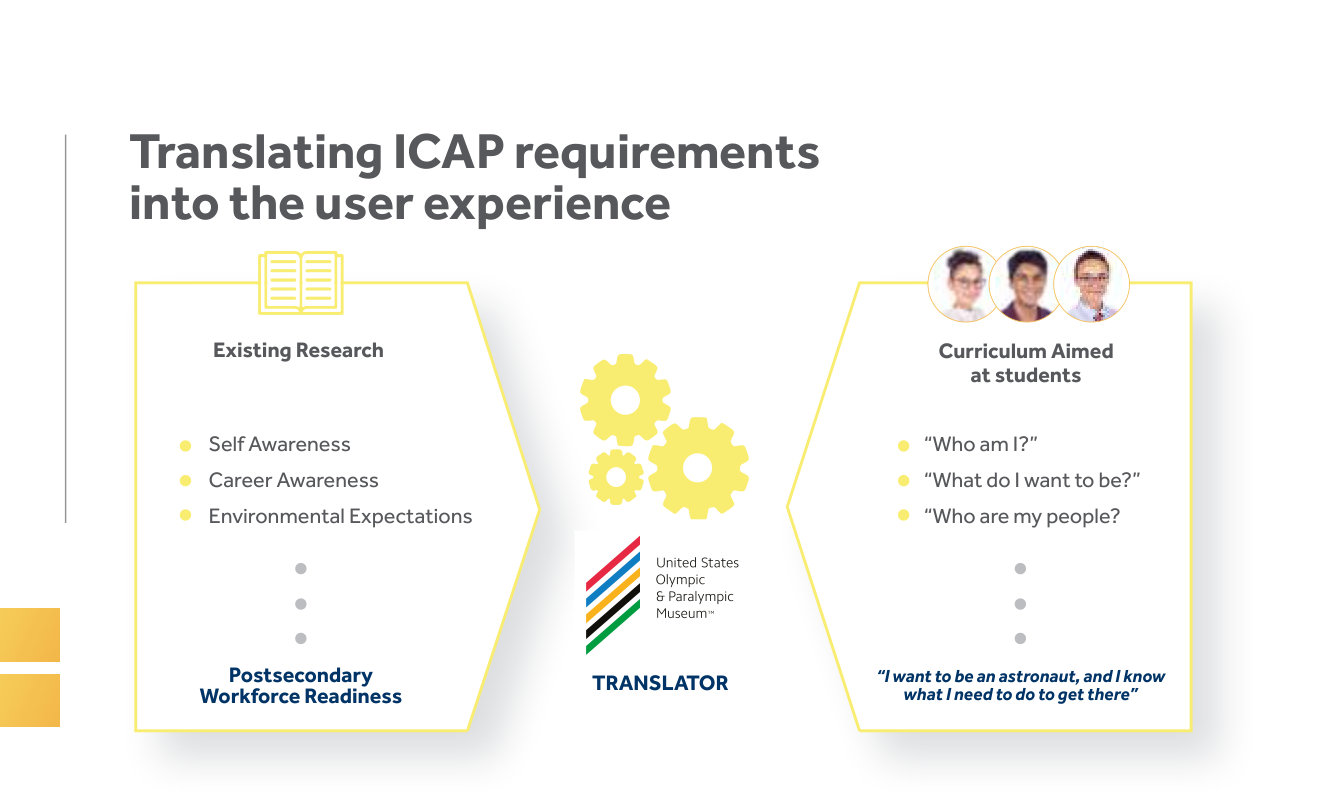 Translating ICAP requirements
into the user experience
Existing Research
Self Awareness
Career Awareness
Environmental Expectations
Postsecondary
Workforce Readiness
United States
Olympic
& Paralympic
Museum™
TRANSLATOR
Curriculum Aimed
at students
“Who am I?”
“What do I want to be?”
“Who are my people?
“I want to be an astronaut, and I know
what I need to do to get there”